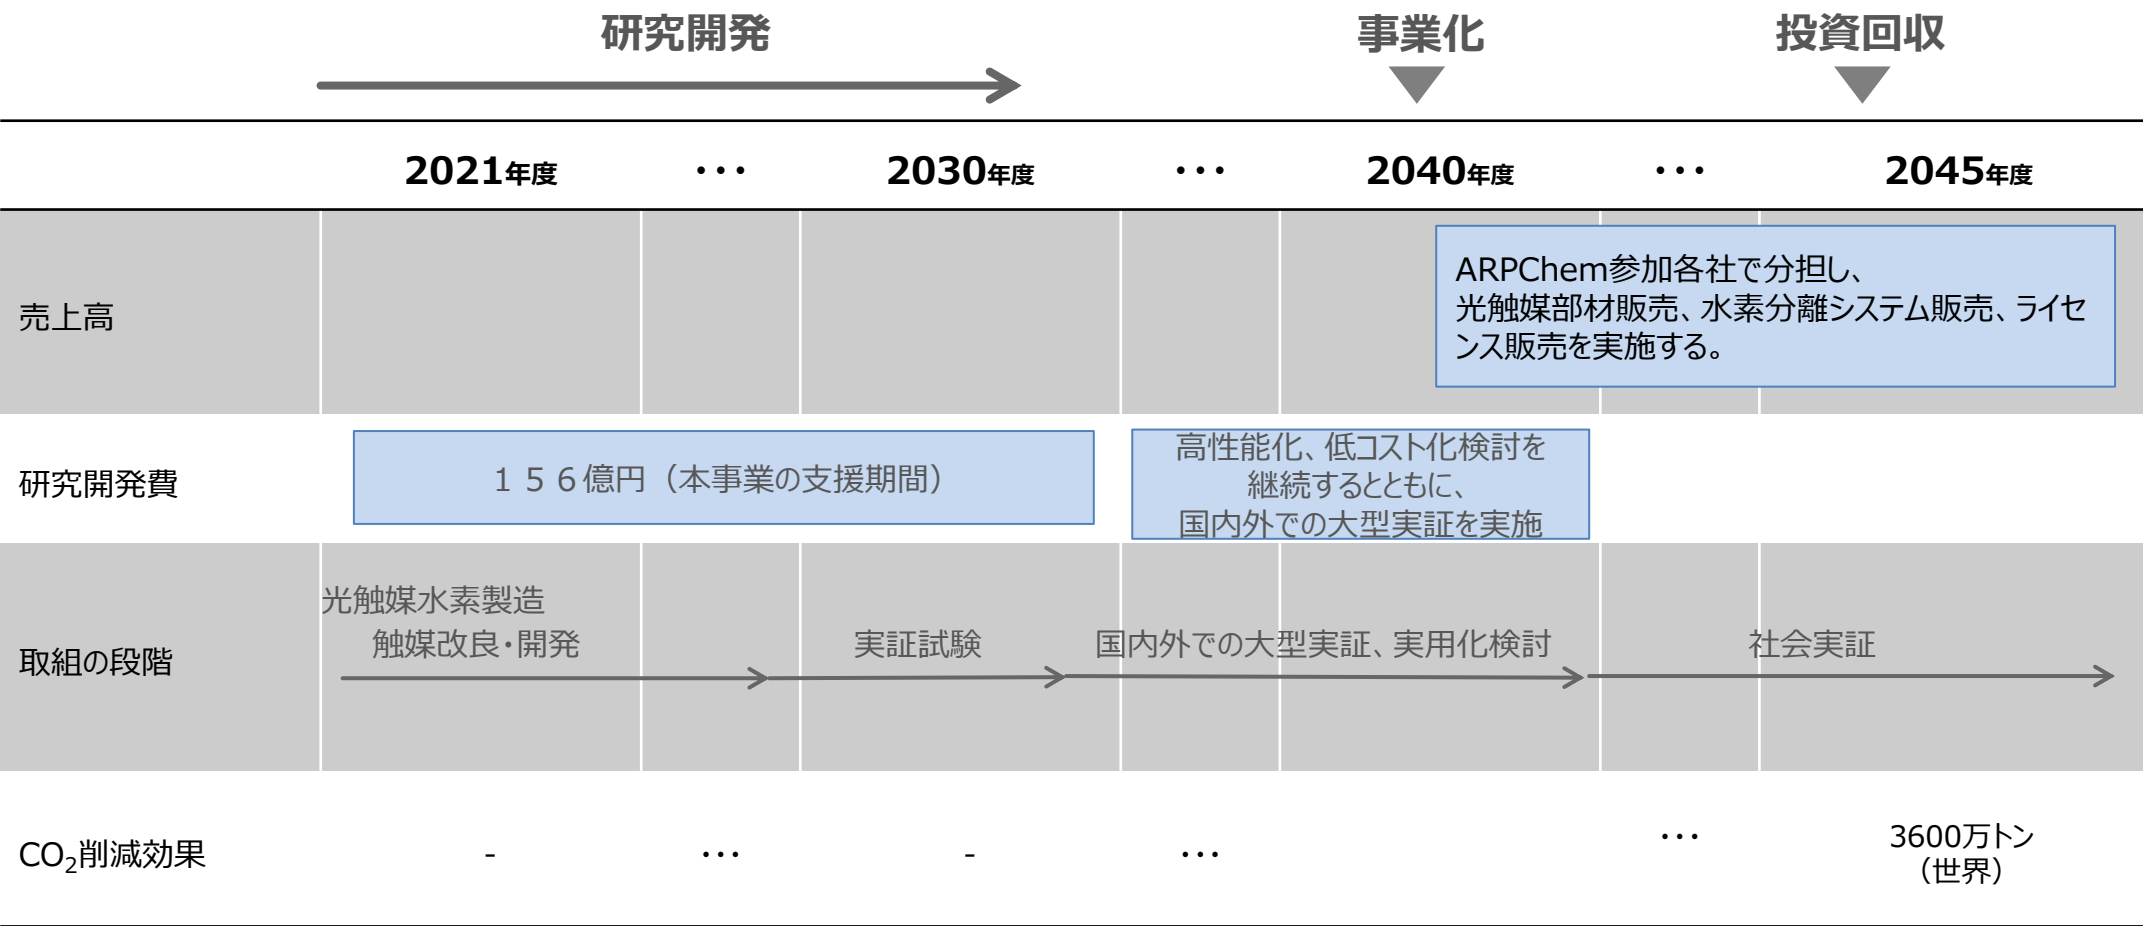 研究開発
事業化
投資回収
2021年度
・・・
2030年度
・・・
2040年度
・・・
2045年度
売上高
ARPChem参加各社で分担し、
光触媒部材販売、水素分離システム販売、ライセ
ンス販売を実施する。
研究開発費
１５６億円（本事業の支援期間）
高性能化、低コスト化検討を
継続するとともに、
国内外での大型実証を実施
取組の段階
光触媒水素製造
触媒改良・開発
実証試験
国内外での大型実証、実用化検討
社会実証
CO₂削減効果
-
・・・
-
・・・
・・・
3600万トン
（世界）